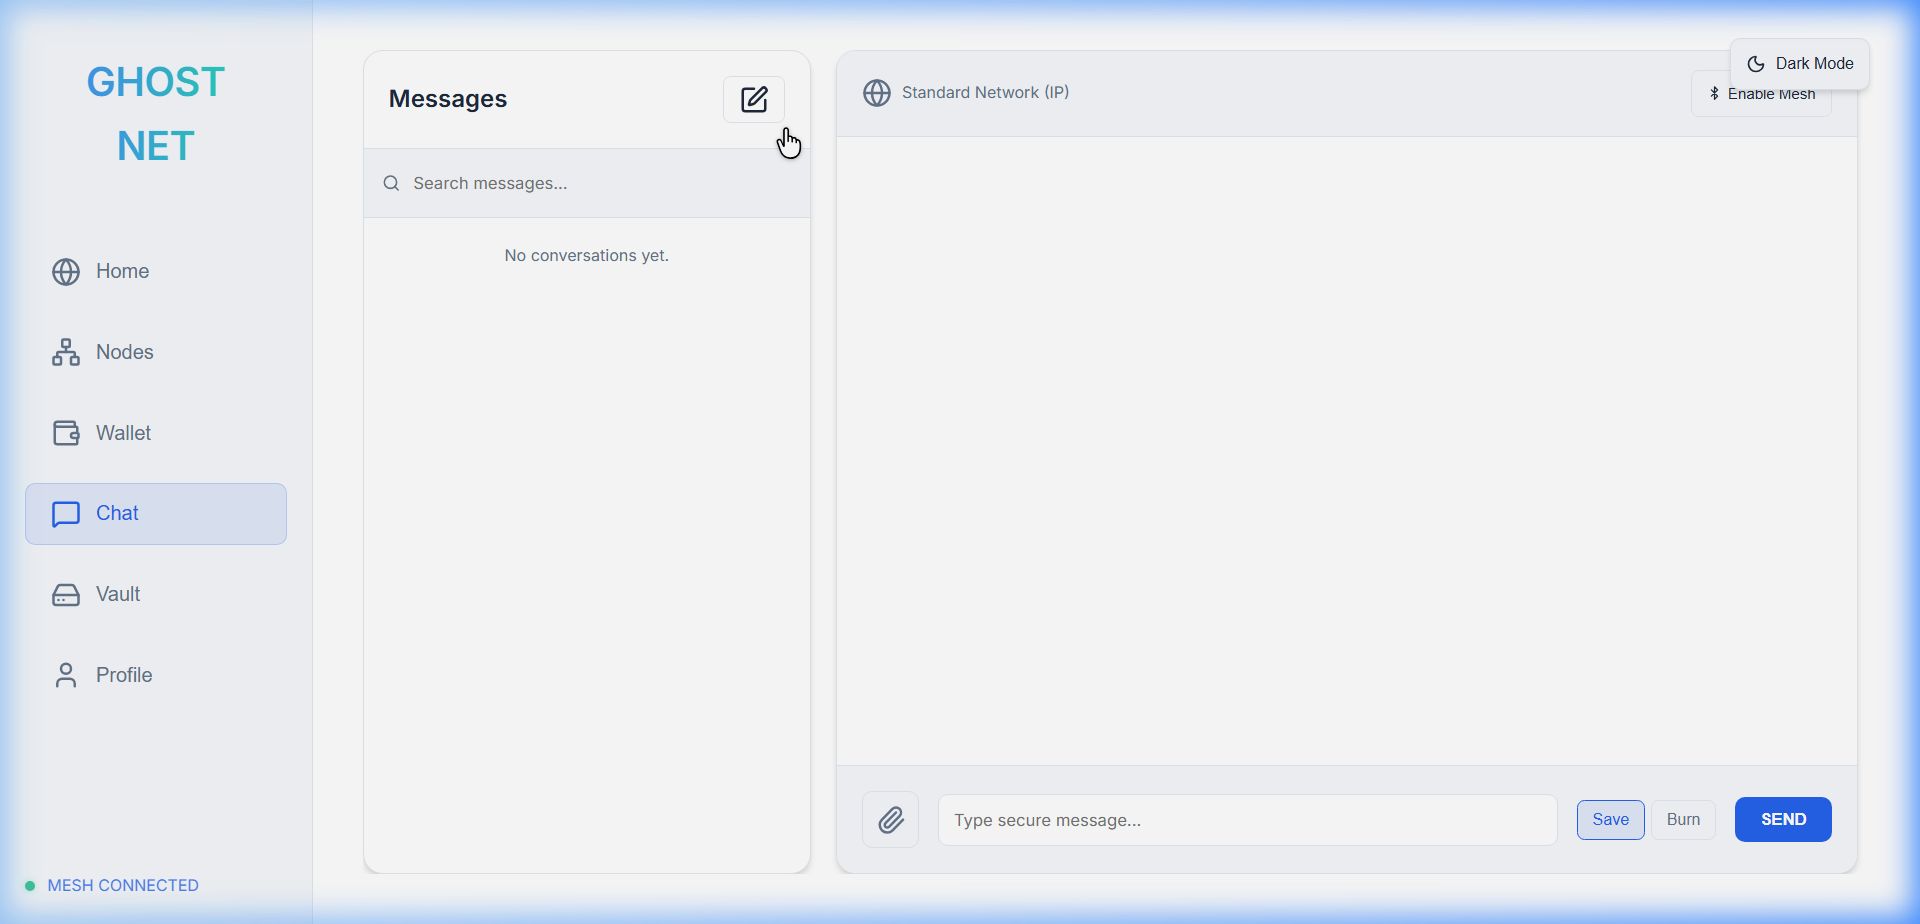 GHOST
NET
Home
Nodes
Wallet
Chat
Vault
Profile
MESH CONNECTED
Messages
Search messages...
No conversations yet.
Standard Network (IP)
Dark Mode
Enable Mesh
Type secure message...
Save
Burn
SEND